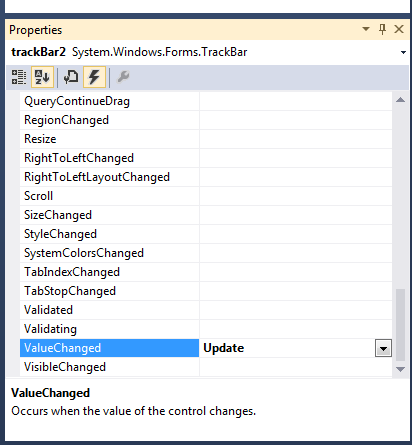 Properties
trackBar2 System.Windows.Forms.TrackBar
A
Z
QueryContinueDrag
RegionChanged
Resize
RightToLeftChanged
RightToLeftLayoutChanged
Scroll
SizeChanged
StyleChanged
SystemColorsChanged
TabIndexChanged
TabStopChanged
Validated
Validating
ValueChanged Update
VisibleChanged
ValueChanged
Occurs when the value of the control changes.